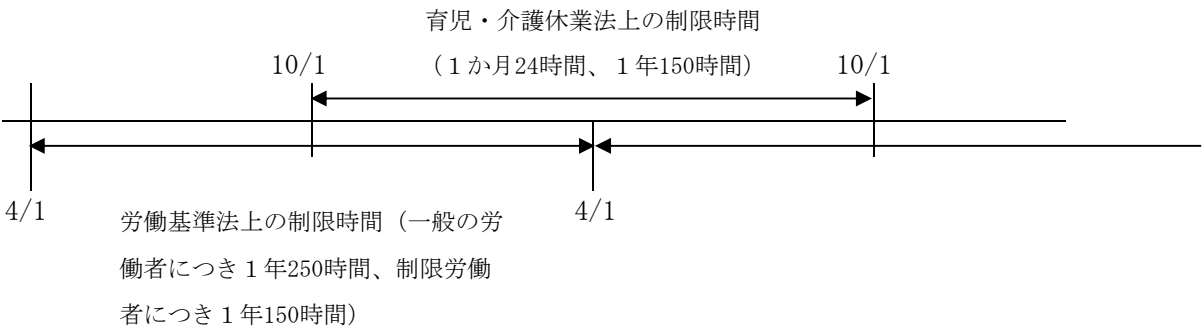 育児・介護休業法上の制限時間
10/1 （１か月24時間、１年150時間） 10/1
4/1 4/1
労働基準法上の制限時間（一般の労
働者につき１年250時間、制限労働
者につき１年150時間）